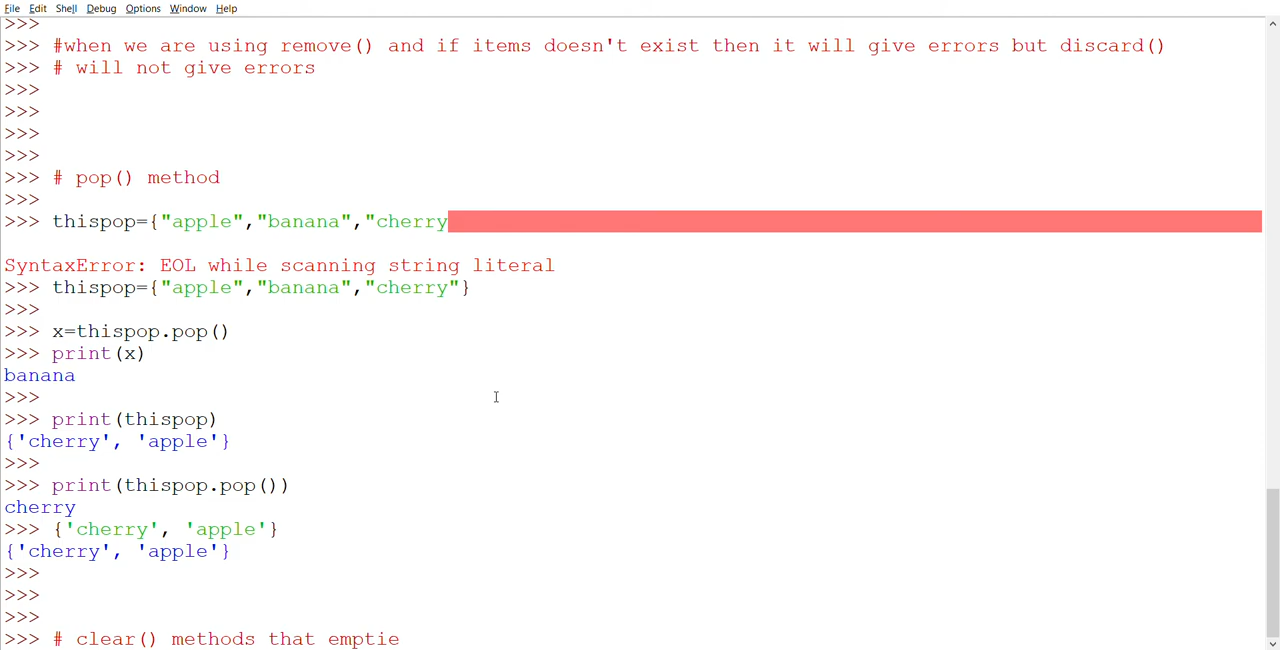 File Edit Shell Debug Options Window Help
>>>
>>> #when we are using remove() and if items doesn't exist then it will give errors but discard()
>>> # will not give errors
>>>
>>>
>>>
>>>
>>> # pop() method
>>>
>>> thispop={"apple","banana","cherry
SyntaxError: EOL while scanning string literal
>>> thispop={"apple","banana","cherry"}
>>>
>>> x=thispop.pop()
>>> print(x)
banana
>>>
>>> print(thispop)
{'cherry', 'apple'}
>>>
>>> print(thispop.pop())
cherry
>>> {'cherry', 'apple'}
{'cherry', 'apple'}
>>>
>>>
>>>
>>> # clear() methods that emptie